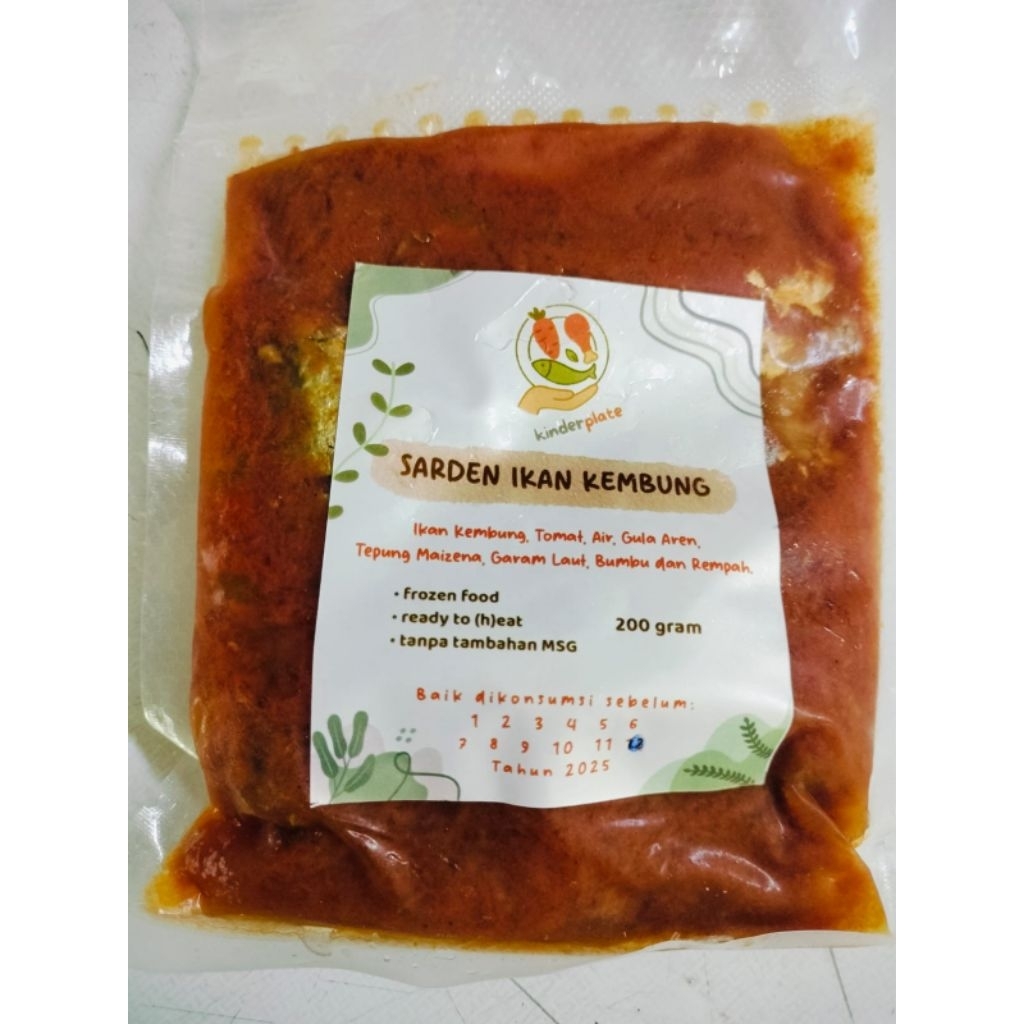 kinderplate
SARDEN IKAN KEMBUNG
Ikan Kembung, Tomat, Air, Gula Aren,
Tepung Maizena, Garam Laut, Bumbu dan Rempah.
• frozen food
• ready to (h)eat
200 gram
• tanpa tambahan MSG
Baik dikonsumsi sebelum:
1 2 3 4 5 6
7 8 9 10 11 12
Tahun 2025